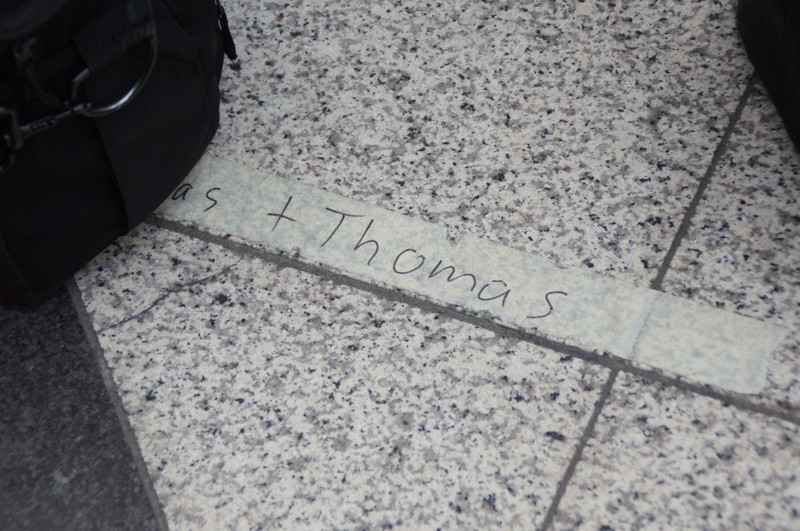 as + Thomas